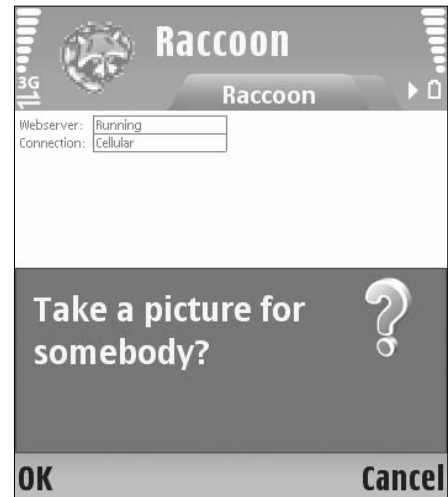 Raccoon
3G
Raccoon
Webserver: Running
Connection: Cellular
Take a picture for
somebody?
OK Cancel